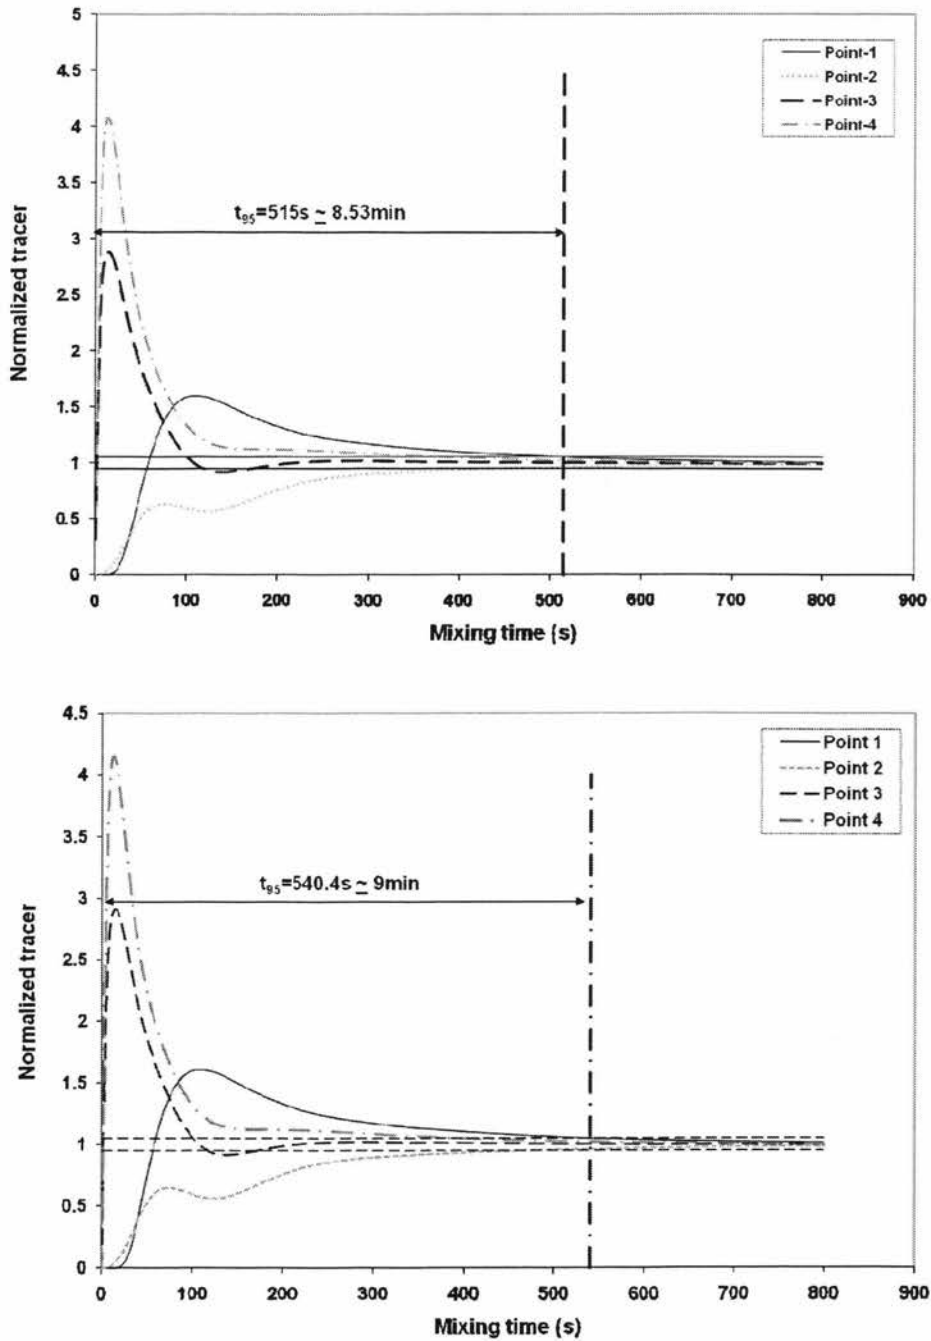 5
4.5
4
3.5
3
2.5
2
1.5
1
0.5
0
Normalized tracer
Point-1
Point-2
Point-3
Point-4
t95=515s ≃ 8.53min
0 100 200 300 400 500 600 700 800 900
Mixing time (s)
4.5
4
3.5
3
2.5
2
1.5
1
0.5
0
Normalized tracer
Point 1
Point 2
Point 3
Point 4
t95=540.4s ≃ 9min
0 100 200 300 400 500 600 700 800 900
Mixing time (s)